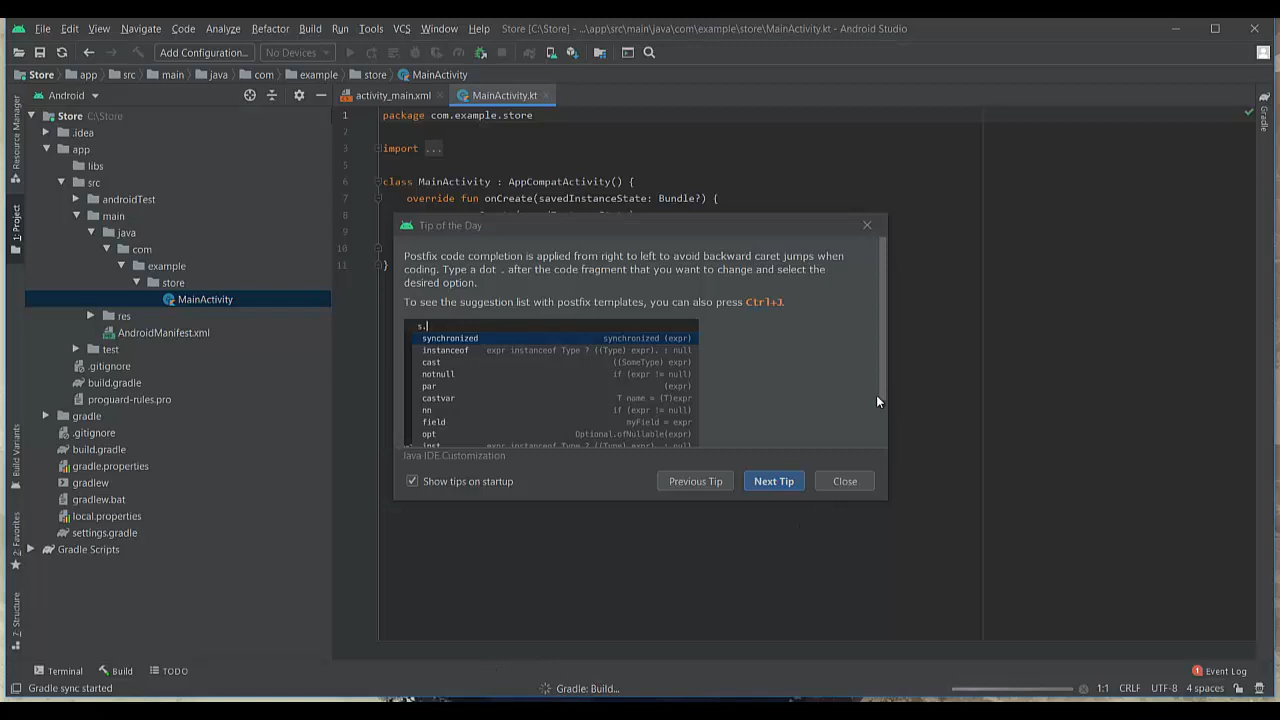 File Edit View Navigate Code Analyze Refactor Build Run Tools VCS Window Help Store [C:\Store] - ...\app\src\main\java\com\example\store\MainActivity.kt - Android Studio
Add Configuration... No Devices
Store app src main java com example store MainActivity
Android
activity_main.xml MainActivity.kt
Resource Manager
1: Project
Build Variants
2: Favorites
7: Structure
Gradle
Store C:\Store
.idea
app
libs
src
androidTest
main
java
com
example
store
MainActivity
res
AndroidManifest.xml
test
.gitignore
build.gradle
proguard-rules.pro
gradle
.gitignore
build.gradle
gradle.properties
gradlew
gradlew.bat
local.properties
settings.gradle
Gradle Scripts
1 package com.example.store
2
3 import ...
5
6 class MainActivity : AppCompatActivity() {
7 override fun onCreate(savedInstanceState: Bundle?) {
8
10
11 }
Tip of the Day
Postfix code completion is applied from right to left to avoid backward caret jumps when
coding. Type a dot . after the code fragment that you want to change and select the
desired option.
To see the suggestion list with postfix templates, you can also press Ctrl+J.
s.
synchronized synchronized (expr)
instanceof expr instanceof Type ? ((Type) expr). : null
cast ((SomeType) expr)
notnull if (expr != null)
par (expr)
castvar T name = (T)expr
nn if (expr != null)
field myField = expr
opt Optional.ofNullable(expr)
inst expr instanceof Type ? ((Type) expr). : null
Java IDE.Customization
Show tips on startup Previous Tip Next Tip Close
Terminal Build TODO 1 Event Log
Gradle sync started Gradle: Build... 1:1 CRLF UTF-8 4 spaces